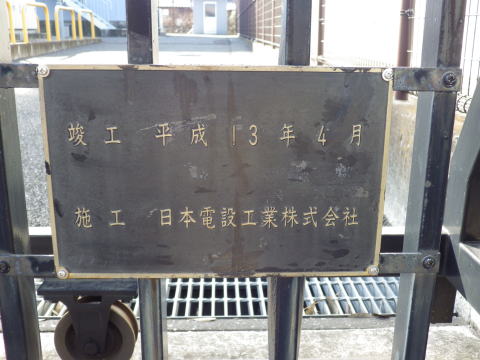 竣工 平成13年4月
施工 日本電設工業株式会社